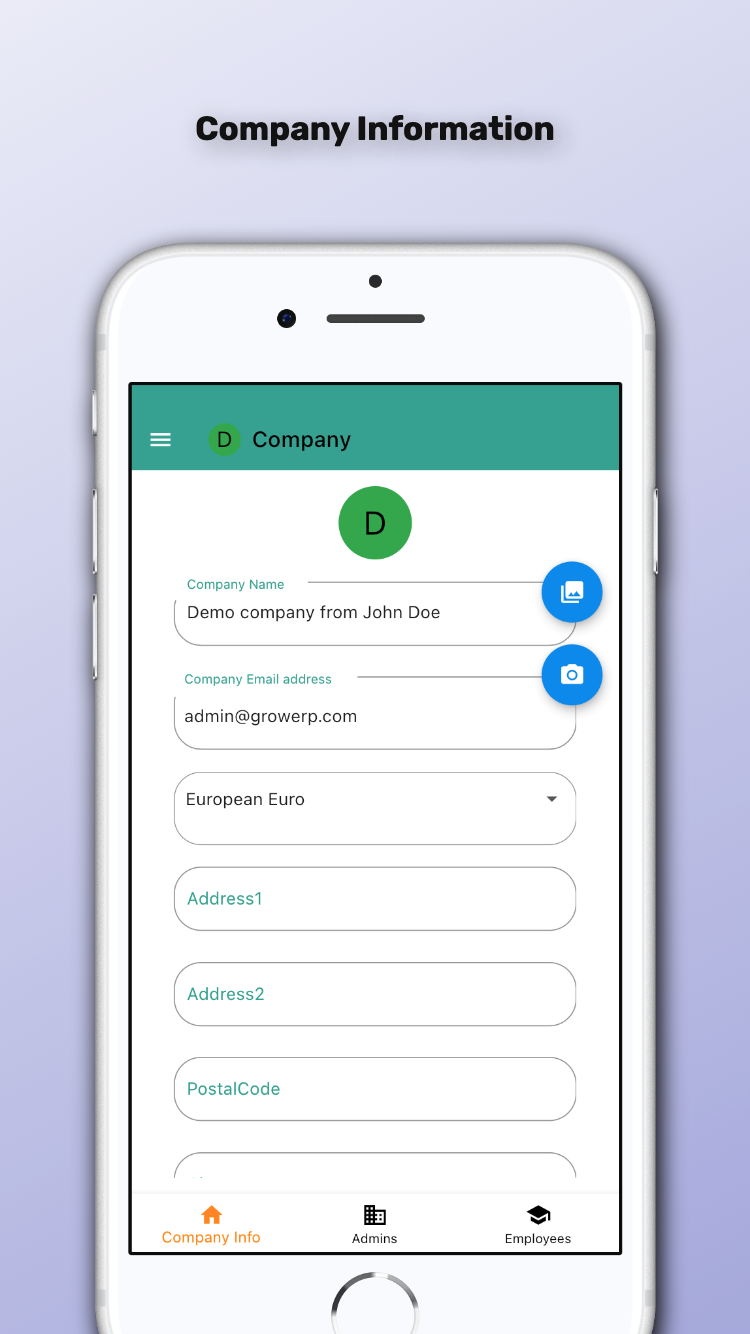 Company Information
D Company
D
Company Name
Demo company from John Doe
Company Email address
admin@growerp.com
European Euro
Address1
Address2
PostalCode
Company Info Admins Employees